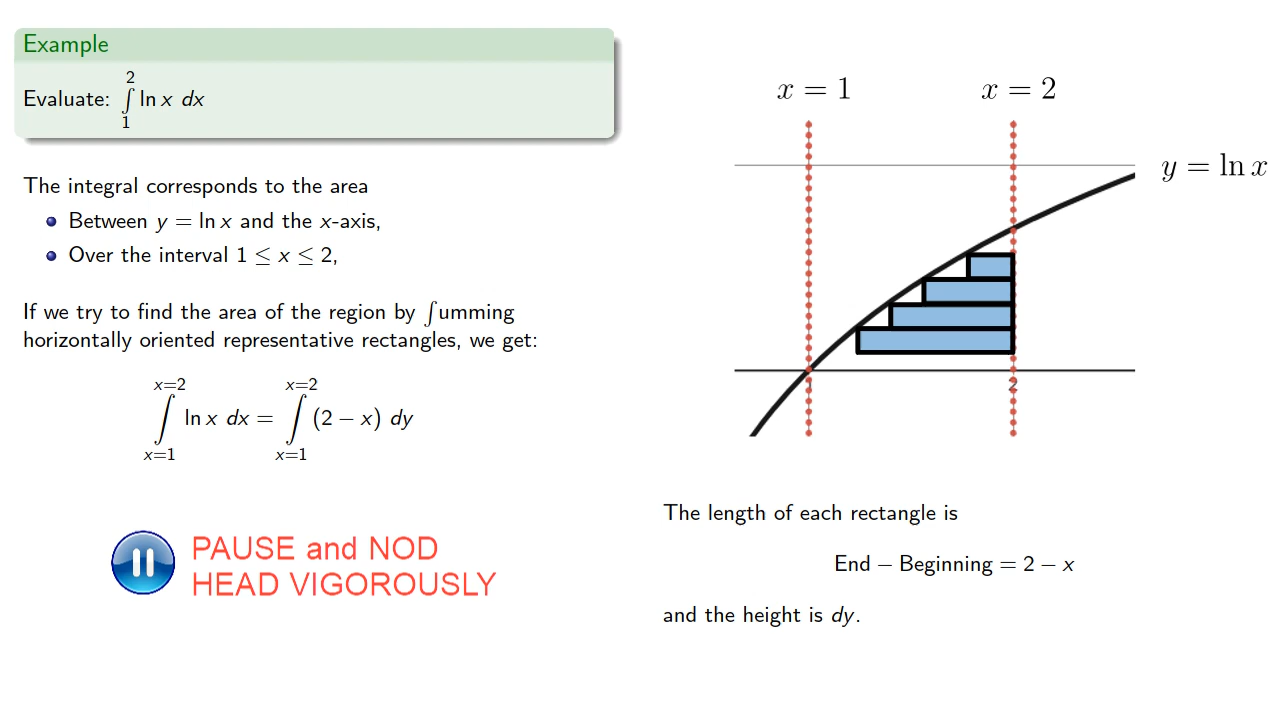 Example
Evaluate: ∫₁² ln x dx
The integral corresponds to the area
Between y = ln x and the x-axis,
Over the interval 1 ≤ x ≤ 2,
If we try to find the area of the region by ∫umming
horizontally oriented representative rectangles, we get:
x=2 x=2
∫ ln x dx = ∫ (2 − x) dy
x=1 x=1
PAUSE and NOD
HEAD VIGOROUSLY
x = 1
x = 2
y = ln x
2
The length of each rectangle is
End − Beginning = 2 − x
and the height is dy.